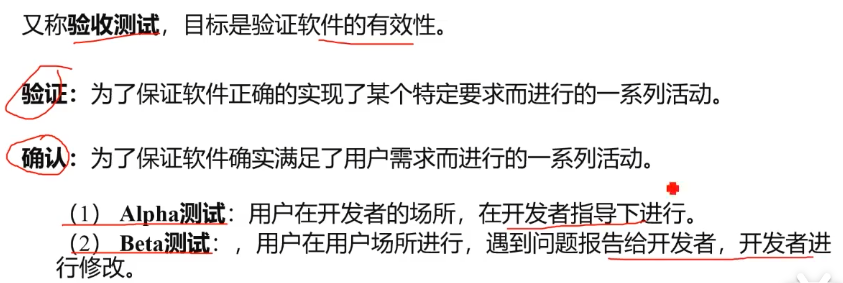 又称验收测试，目标是验证软件的有效性。
验证：为了保证软件正确的实现了某个特定要求而进行的一系列活动。
确认：为了保证软件确实满足了用户需求而进行的一系列活动。
（1） Alpha测试：用户在开发者的场所，在开发者指导下进行。
（2） Beta测试：，用户在用户场所进行，遇到问题报告给开发者，开发者进
行修改。